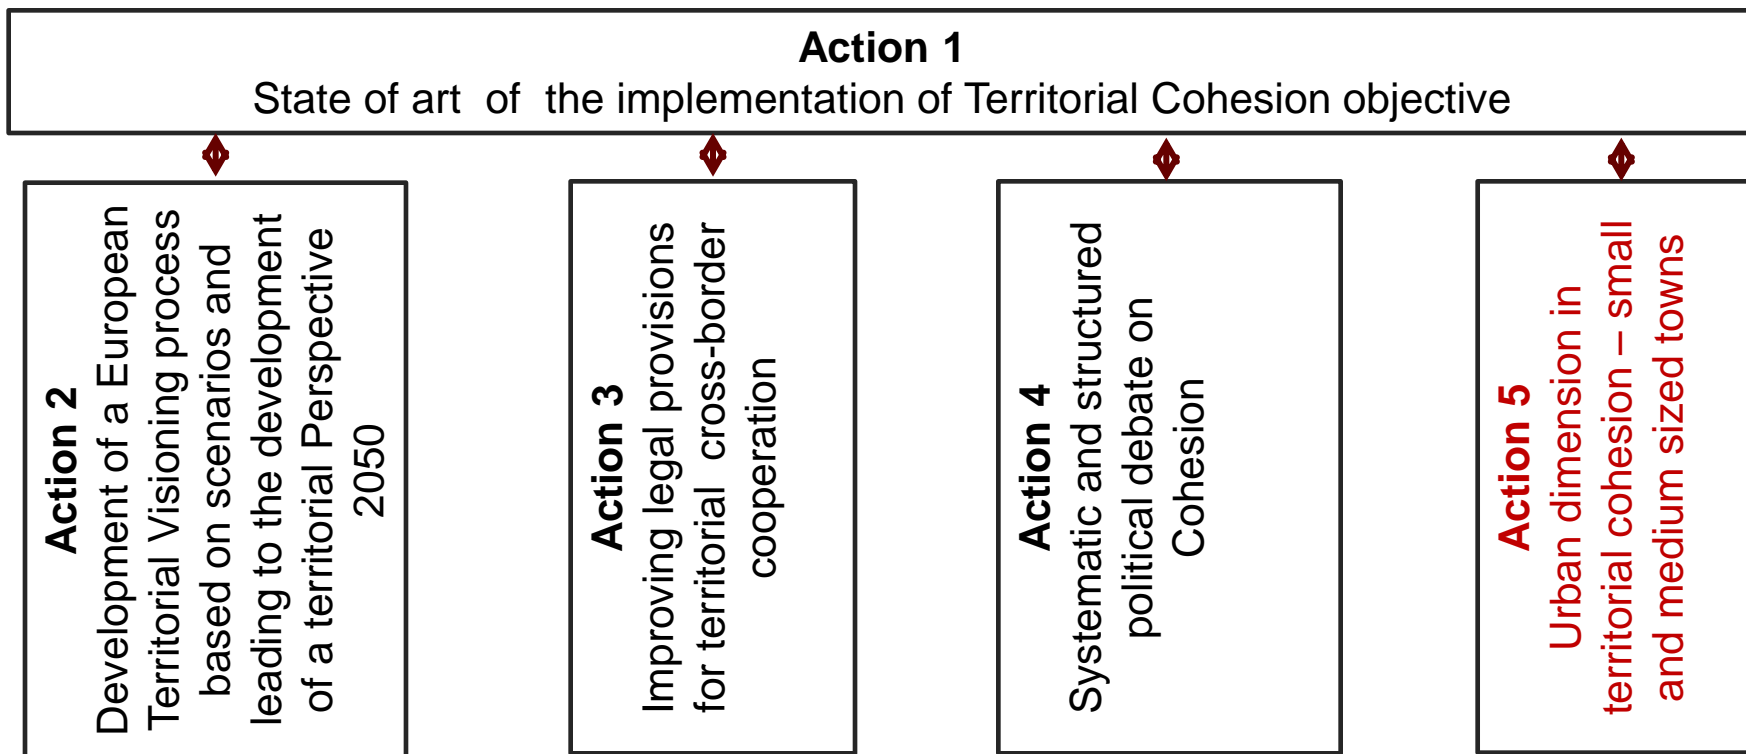 Action 1
State of art of the implementation of Territorial Cohesion objective
Action 2
Development of a European
Territorial Visioning process
based on scenarios and
leading to the development
of a territorial Perspective
2050
Action 3
Improving legal provisions
for territorial cross-border
cooperation
Action 4
Systematic and structured
political debate on
Cohesion
Action 5
Urban dimension in
territorial cohesion – small
and medium sized towns